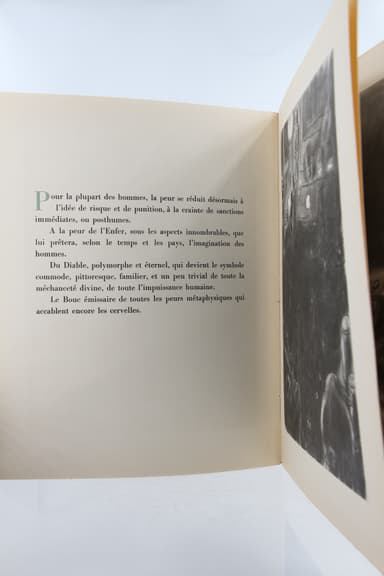 Pour la plupart des hommes, la peur se réduit désormais à
l'idée de risque et de punition, à la crainte de sanctions
immédiates, ou posthumes.
A la peur de l'Enfer, sous les aspects innombrables, que
lui prêtera, selon le temps et les pays, l'imagination des
hommes.
Du Diable, polymorphe et éternel, qui devient le symbole
commode, pittoresque, familier, et un peu trivial de toute la
méchanceté divine, de toute l'impuissance humaine.
Le Bouc émissaire de toutes les peurs métaphysiques qui
accablent encore les cervelles.